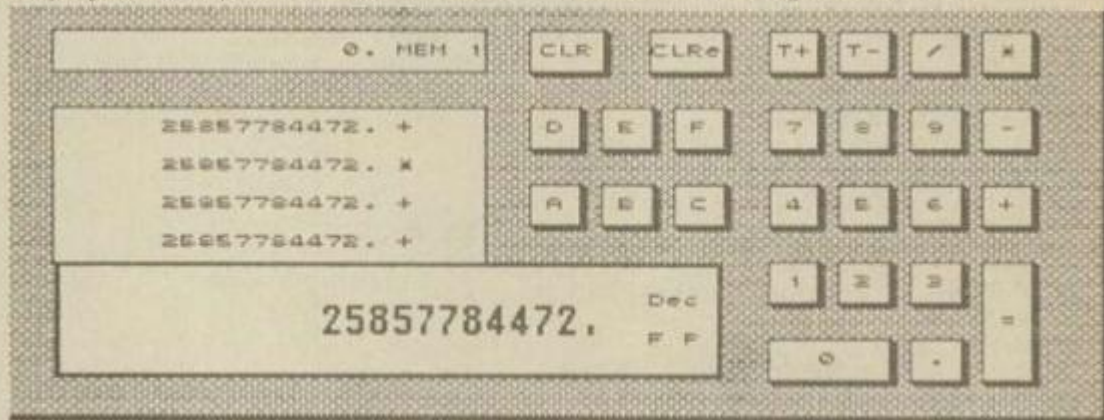 0. MEM 1 CLR CLRe T+ T- / *
25857784472. + D E F 7 8 9 -
25857784472. *
25857784472. + A B C 4 5 6 +
25857784472. +
25857784472. Dec 1 2 3 =
F P
0 .